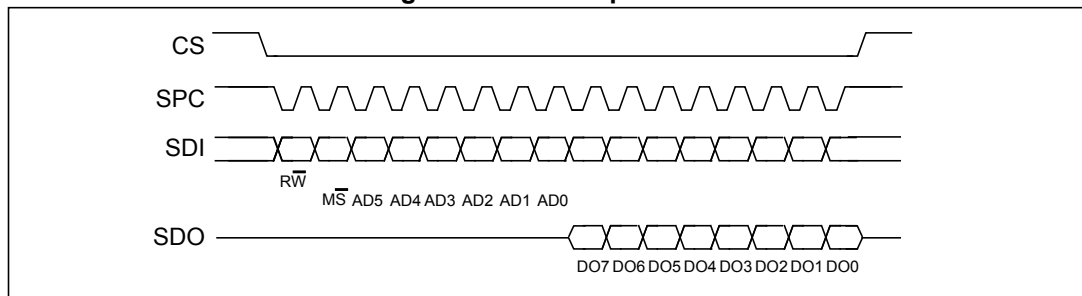 CS
SPC
SDI
RW̅
MS̅ AD5 AD4 AD3 AD2 AD1 AD0
SDO
DO7 DO6 DO5 DO4 DO3 DO2 DO1 DO0